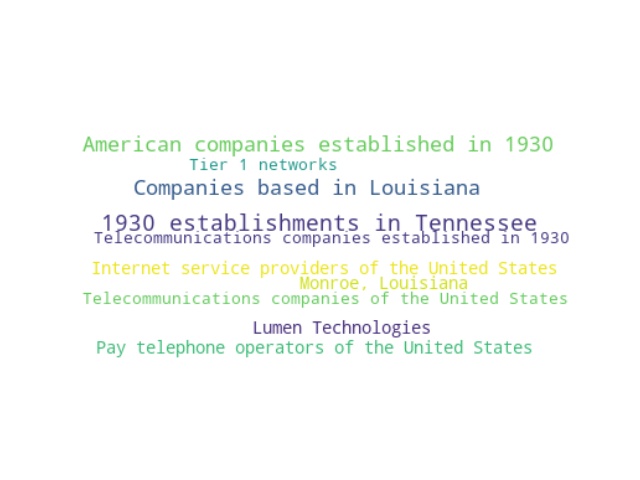 American companies established in 1930
Tier 1 networks
Companies based in Louisiana
1930 establishments in Tennessee
Telecommunications companies established in 1930
Internet service providers of the United States
Monroe, Louisiana
Telecommunications companies of the United States
Lumen Technologies
Pay telephone operators of the United States